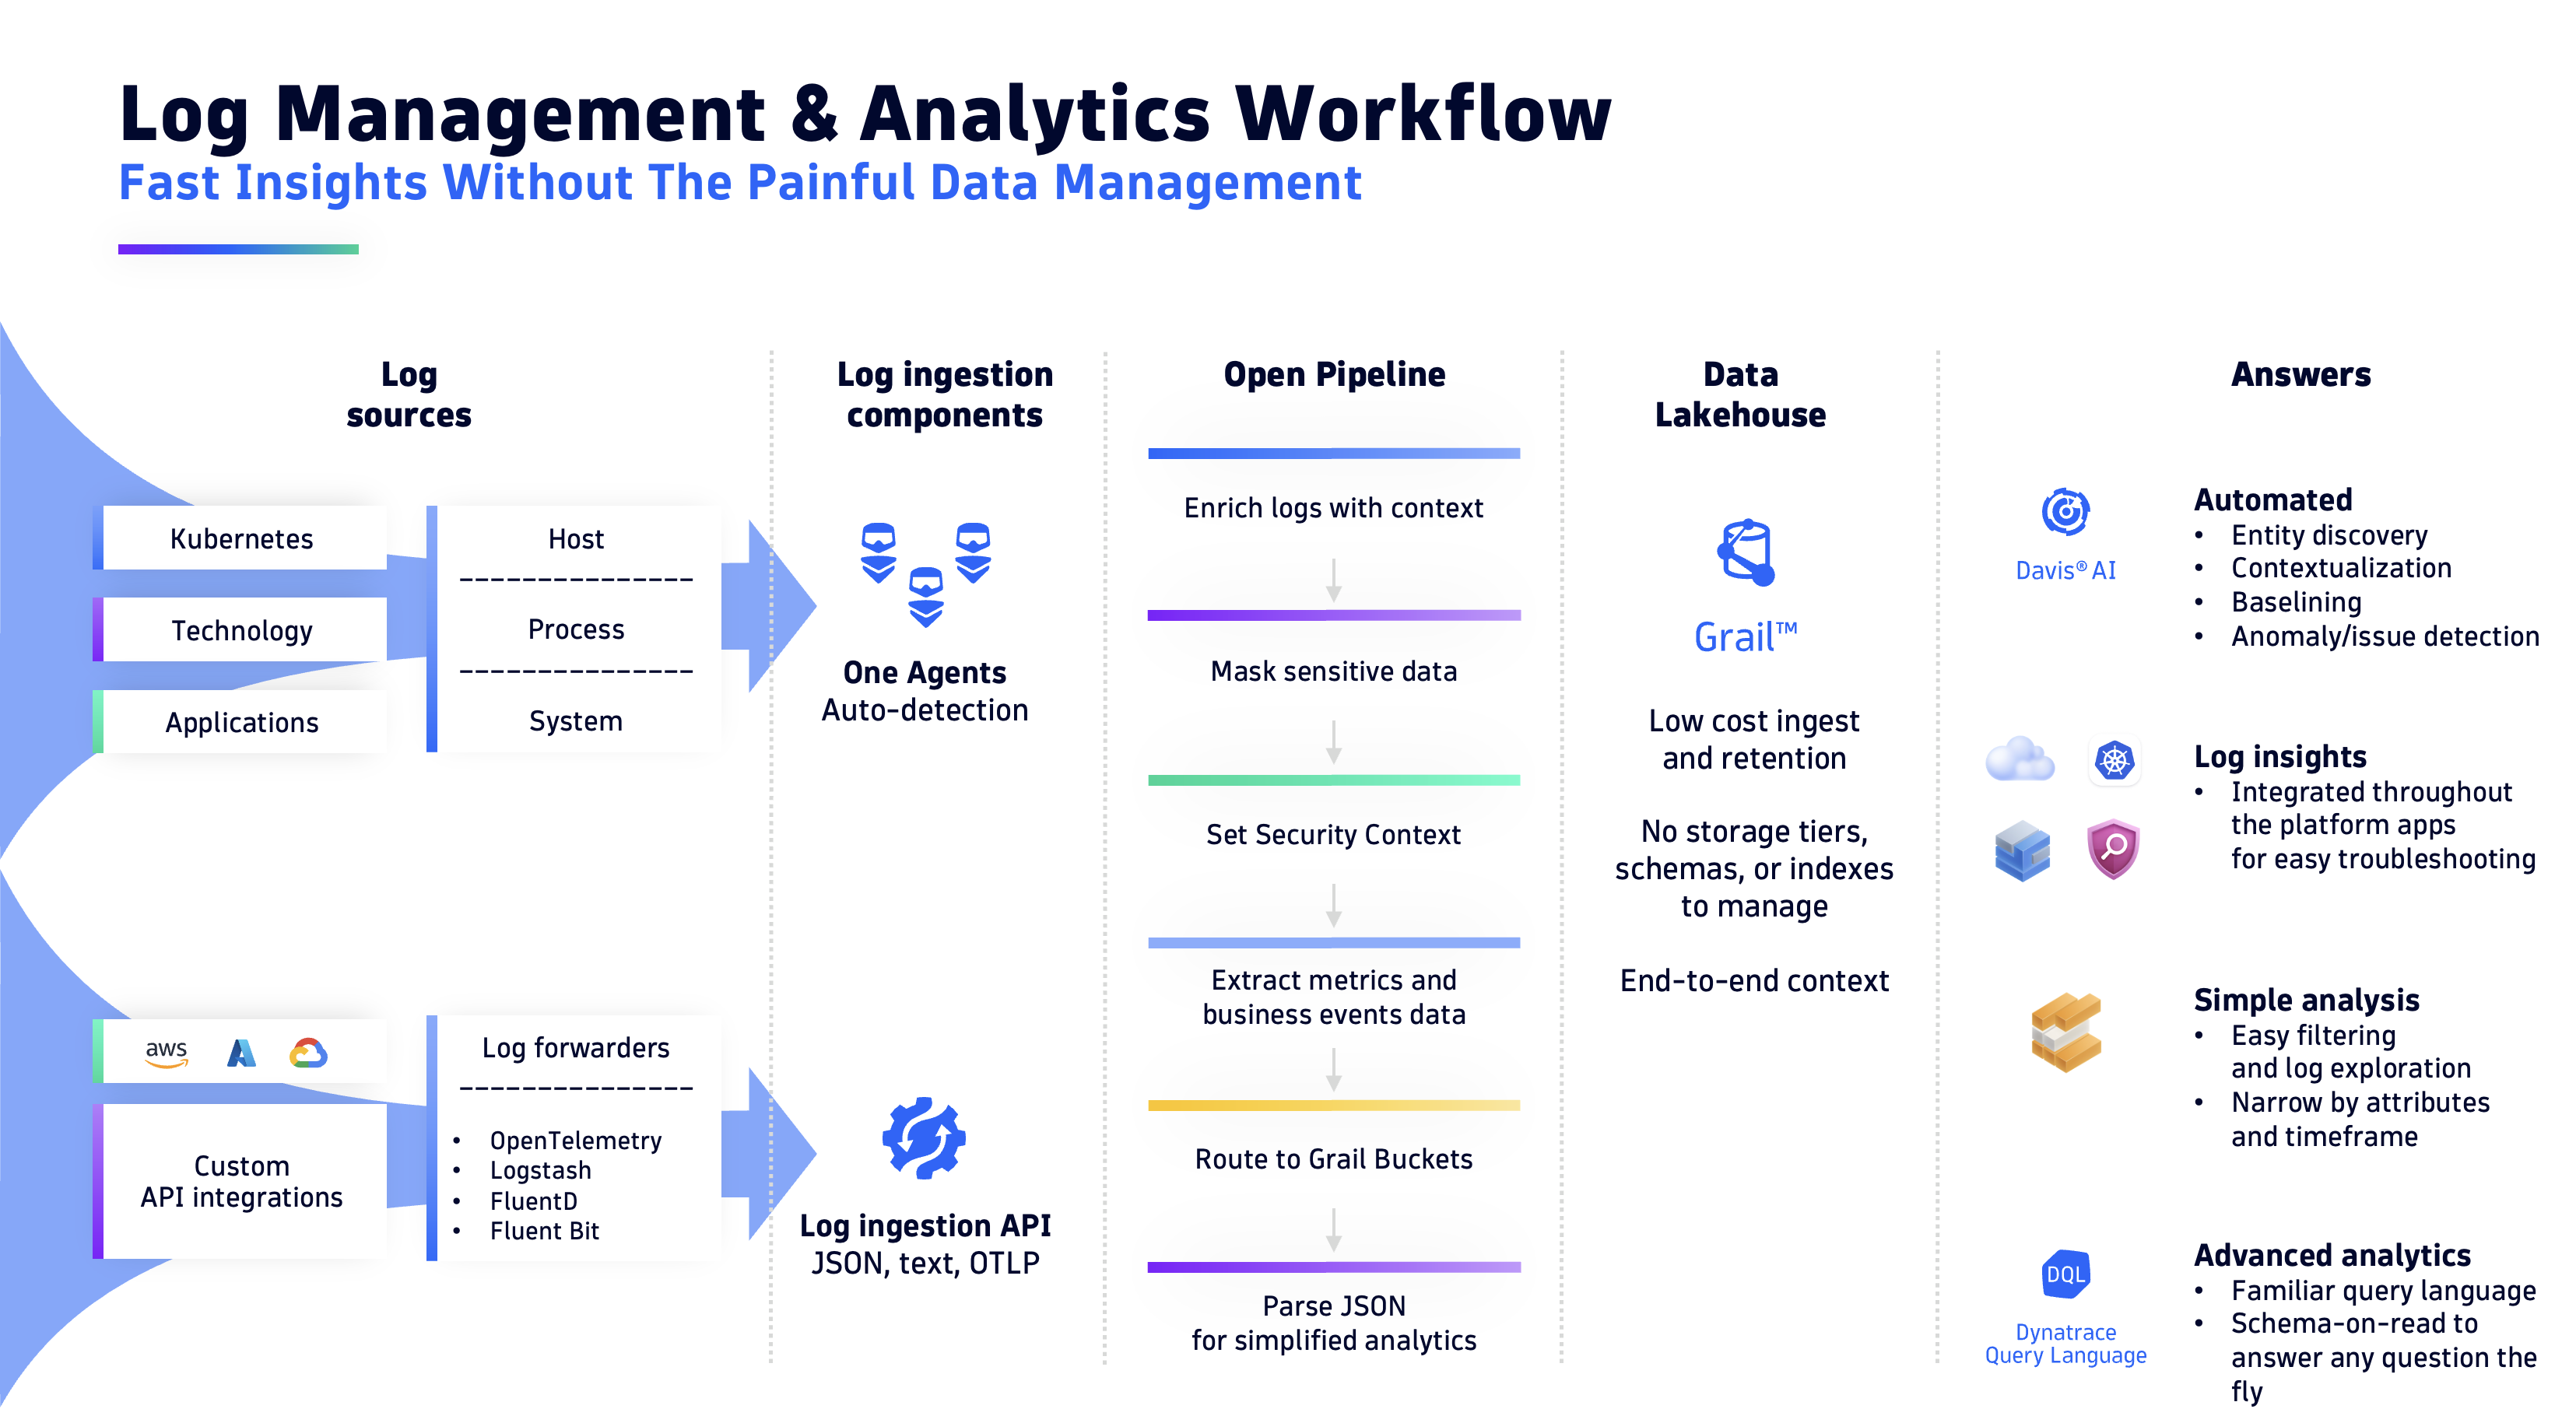 Log Management & Analytics Workflow
Fast Insights Without The Painful Data Management
Log
sources
Kubernetes
Technology
Applications
Host
Process
System
aws
Custom
API integrations
Log forwarders
• OpenTelemetry
• Logstash
• FluentD
• Fluent Bit
Log ingestion
components
One Agents
Auto-detection
Log ingestion API
JSON, text, OTLP
Open Pipeline
Enrich logs with context
Mask sensitive data
Set Security Context
Extract metrics and
business events data
Route to Grail Buckets
Parse JSON
for simplified analytics
Data
Lakehouse
Grail™
Low cost ingest
and retention
No storage tiers,
schemas, or indexes
to manage
End-to-end context
Answers
Davis® AI
Automated
• Entity discovery
• Contextualization
• Baselining
• Anomaly/issue detection
Log insights
• Integrated throughout
the platform apps
for easy troubleshooting
Simple analysis
• Easy filtering
and log exploration
• Narrow by attributes
and timeframe
DQL
Dynatrace
Query Language
Advanced analytics
• Familiar query language
• Schema-on-read to
answer any question the
fly